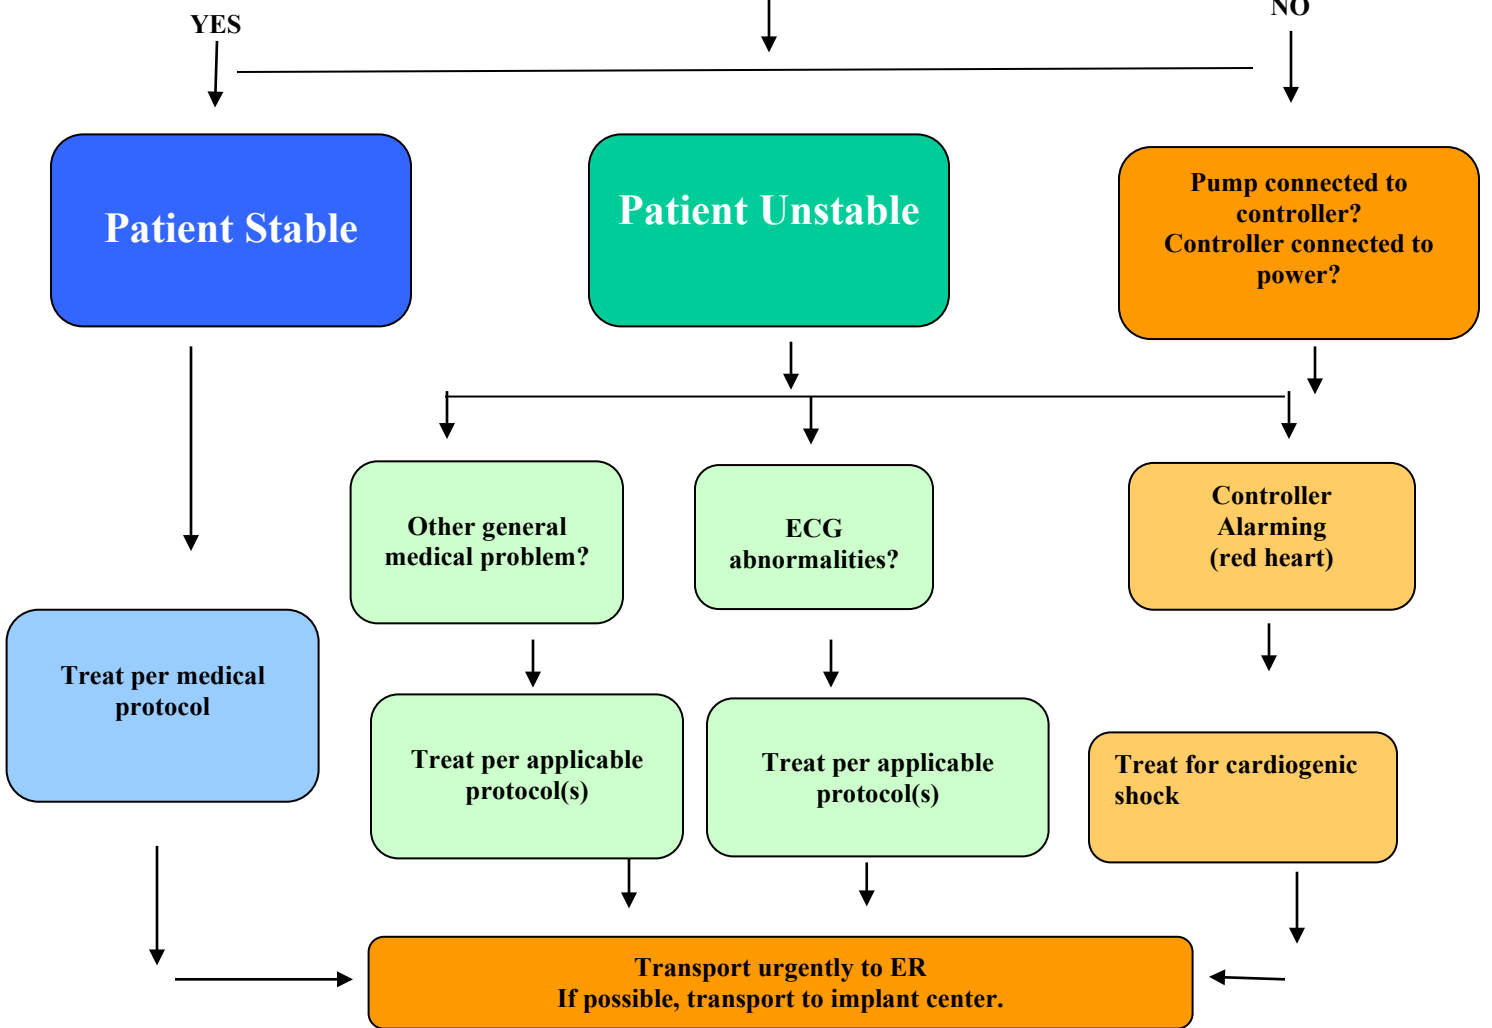 YES
NO
Patient Stable
Patient Unstable
Pump connected to
controller?
Controller connected to
power?
Other general
medical problem?
ECG
abnormalities?
Controller
Alarming
(red heart)
Treat per medical
protocol
Treat per applicable
protocol(s)
Treat per applicable
protocol(s)
Treat for cardiogenic
shock
Transport urgently to ER
If possible, transport to implant center.